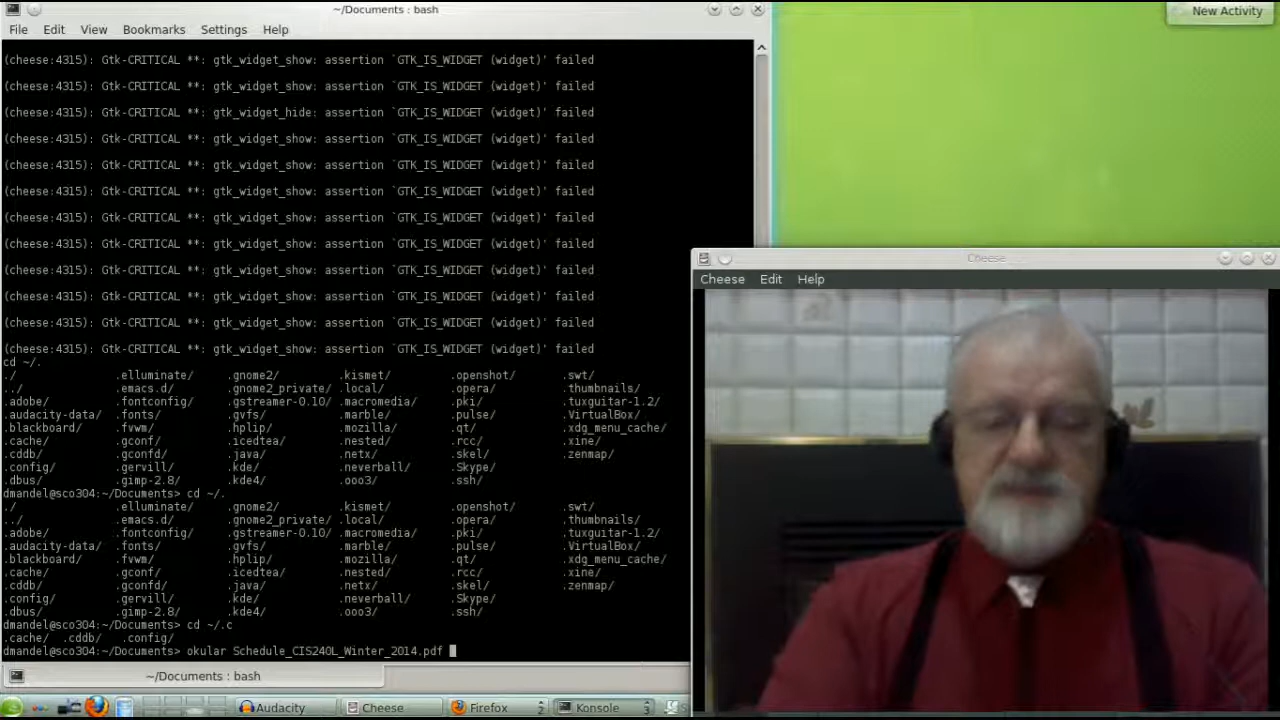 ~/Documents : bash
New Activity
File Edit View Bookmarks Settings Help
(cheese:4315): Gtk-CRITICAL **: gtk_widget_show: assertion `GTK_IS_WIDGET (widget)' failed
(cheese:4315): Gtk-CRITICAL **: gtk_widget_show: assertion `GTK_IS_WIDGET (widget)' failed
(cheese:4315): Gtk-CRITICAL **: gtk_widget_hide: assertion `GTK_IS_WIDGET (widget)' failed
(cheese:4315): Gtk-CRITICAL **: gtk_widget_show: assertion `GTK_IS_WIDGET (widget)' failed
(cheese:4315): Gtk-CRITICAL **: gtk_widget_show: assertion `GTK_IS_WIDGET (widget)' failed
(cheese:4315): Gtk-CRITICAL **: gtk_widget_show: assertion `GTK_IS_WIDGET (widget)' failed
(cheese:4315): Gtk-CRITICAL **: gtk_widget_show: assertion `GTK_IS_WIDGET (widget)' failed
(cheese:4315): Gtk-CRITICAL **: gtk_widget_show: assertion `GTK_IS_WIDGET (widget)' failed
(cheese:4315): Gtk-CRITICAL **: gtk_widget_show: assertion `GTK_IS_WIDGET (widget)' failed
(cheese:4315): Gtk-CRITICAL **: gtk_widget_show: assertion `GTK_IS_WIDGET (widget)' failed
(cheese:4315): Gtk-CRITICAL **: gtk_widget_show: assertion `GTK_IS_WIDGET (widget)' failed
(cheese:4315): Gtk-CRITICAL **: gtk_widget_show: assertion `GTK_IS_WIDGET (widget)' failed
cd ~/.
./ .elluminate/ .gnome2/ .kismet/ .openshot/ .swt/
../ .emacs.d/ .gnome2_private/ .local/ .opera/ .thumbnails/
.adobe/ .fontconfig/ .gstreamer-0.10/ .macromedia/ .pki/ .tuxguitar-1.2/
.audacity-data/ .fonts/ .gvfs/ .marble/ .pulse/ .VirtualBox/
.blackboard/ .fvwm/ .hplip/ .mozilla/ .qt/ .xdg_menu_cache/
.cache/ .gconf/ .icedtea/ .nested/ .rcc/ .xine/
.cddb/ .gconfd/ .java/ .netx/ .skel/ .zenmap/
.config/ .gervill/ .kde/ .neverball/ .Skype/
.dbus/ .gimp-2.8/ .kde4/ .ooo3/ .ssh/
dmandel@sco304:~/Documents> cd ~/.
./ .elluminate/ .gnome2/ .kismet/ .openshot/ .swt/
../ .emacs.d/ .gnome2_private/ .local/ .opera/ .thumbnails/
.adobe/ .fontconfig/ .gstreamer-0.10/ .macromedia/ .pki/ .tuxguitar-1.2/
.audacity-data/ .fonts/ .gvfs/ .marble/ .pulse/ .VirtualBox/
.blackboard/ .fvwm/ .hplip/ .mozilla/ .qt/ .xdg_menu_cache/
.cache/ .gconf/ .icedtea/ .nested/ .rcc/ .xine/
.cddb/ .gconfd/ .java/ .netx/ .skel/ .zenmap/
.config/ .gervill/ .kde/ .neverball/ .Skype/
.dbus/ .gimp-2.8/ .kde4/ .ooo3/ .ssh/
dmandel@sco304:~/Documents> cd ~/.c
.cache/ .cddb/ .config/
dmandel@sco304:~/Documents> okular Schedule_CIS240L_Winter_2014.pdf
~/Documents : bash
Cheese
Cheese Edit Help
Audacity Cheese Firefox 2 Konsole 3